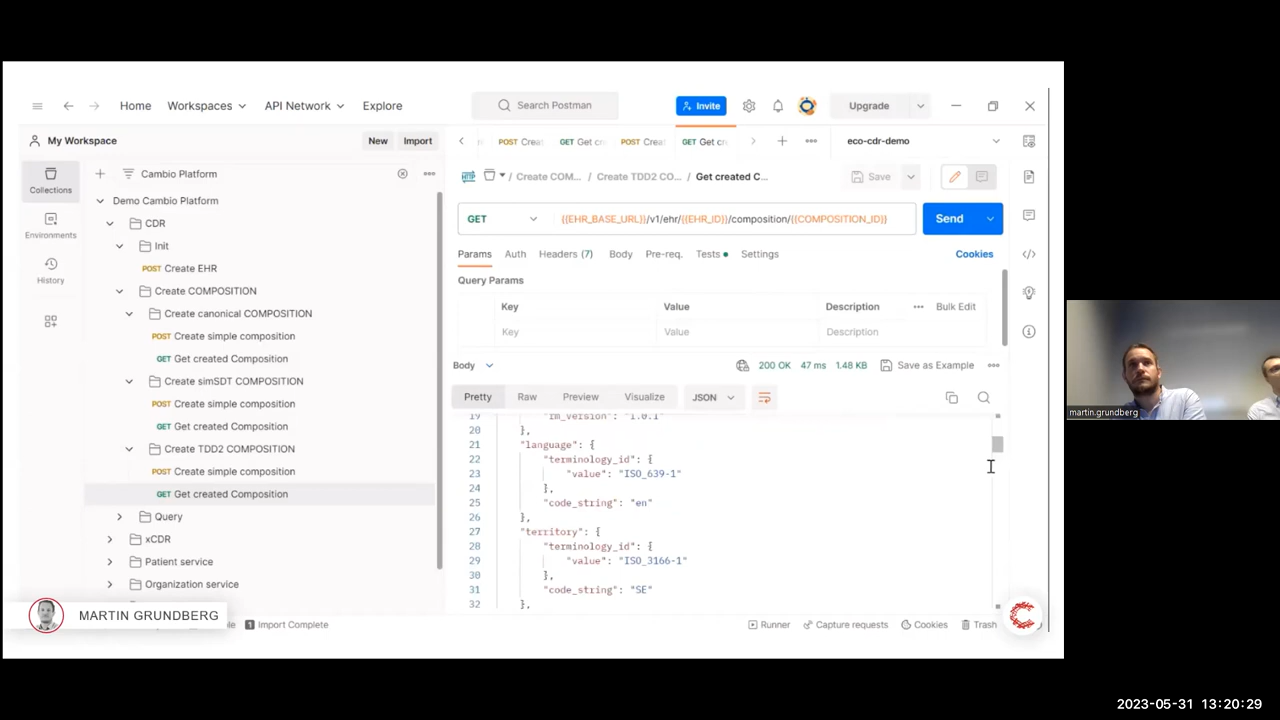 Home Workspaces API Network Explore Search Postman Invite Upgrade
My Workspace New Import
POST Creat GET Get cr POST Creat GET Get cr eco-cdr-demo
Collections
Environments
History
Cambio Platform
Demo Cambio Platform
CDR
Init
POST Create EHR
Create COMPOSITION
Create canonical COMPOSITION
POST Create simple composition
GET Get created Composition
Create simSDT COMPOSITION
POST Create simple composition
GET Get created Composition
Create TDD2 COMPOSITION
POST Create simple composition
GET Get created Composition
Query
xCDR
Patient service
Organization service
HTTP / Create COM... / Create TDD2 CO... / Get created C... Save
GET {{EHR_BASE_URL}}/v1/ehr/{{EHR_ID}}/composition/{{COMPOSITION_ID}} Send
Params Auth Headers (7) Body Pre-req. Tests Settings Cookies
Query Params
Key Value Description Bulk Edit
Key Value Description
Body 200 OK 47 ms 1.48 KB Save as Example
Pretty Raw Preview Visualize JSON
19 "rm_version": "1.0.1"
20 },
21 "language": {
22 "terminology_id": {
23 "value": "ISO_639-1"
24 },
25 "code_string": "en"
26 },
27 "territory": {
28 "terminology_id": {
29 "value": "ISO_3166-1"
30 },
31 "code_string": "SE"
32 },
MARTIN GRUNDBERG
1 Import Complete Runner Capture requests Cookies Trash
martin.grundberg
2023-05-31 13:20:29